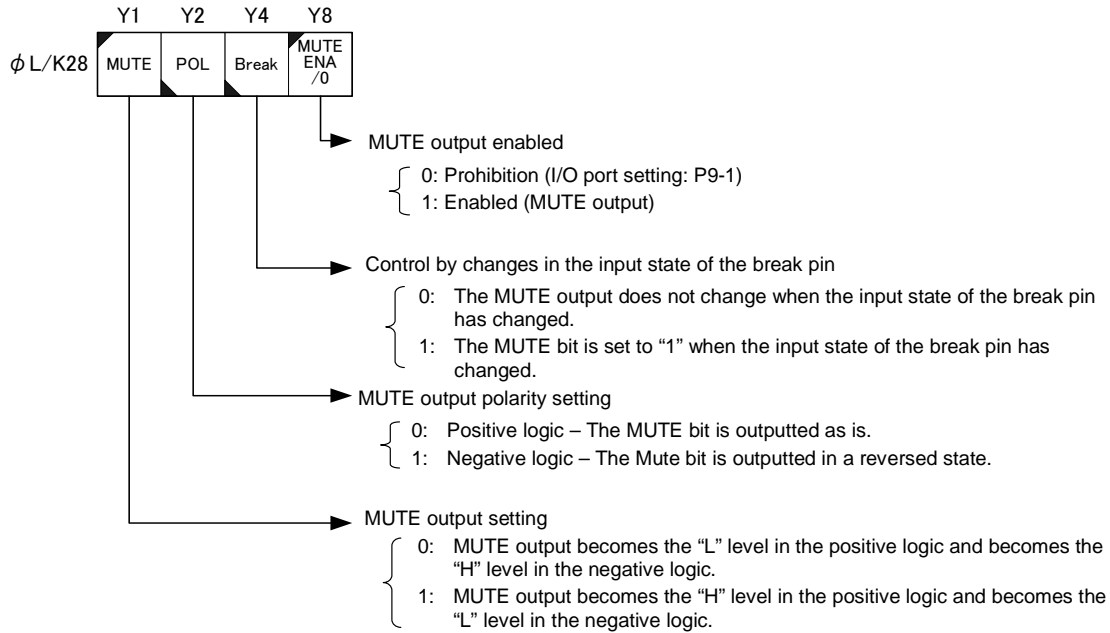 Y1 Y2 Y4 Y8
φL/K28 MUTE POL Break MUTE ENA /0
MUTE output enabled
0: Prohibition (I/O port setting: P9-1)
1: Enabled (MUTE output)
Control by changes in the input state of the break pin
0: The MUTE output does not change when the input state of the break pin
has changed.
1: The MUTE bit is set to “1” when the input state of the break pin has
changed.
MUTE output polarity setting
0: Positive logic – The MUTE bit is outputted as is.
1: Negative logic – The Mute bit is outputted in a reversed state.
MUTE output setting
0: MUTE output becomes the “L” level in the positive logic and becomes the
“H” level in the negative logic.
1: MUTE output becomes the “H” level in the positive logic and becomes the
“L” level in the negative logic.